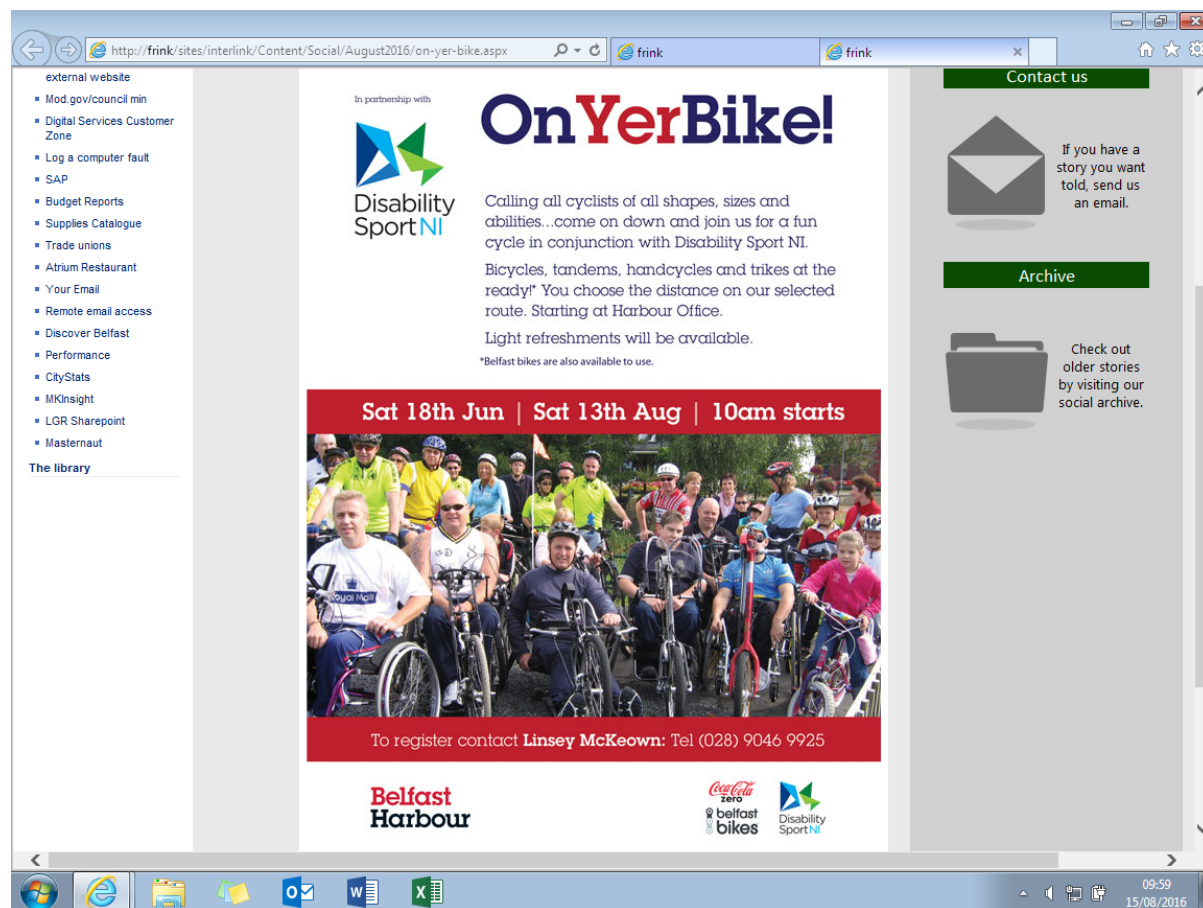 http://frink/sites/interlink/Content/Social/August2016/on-yer-bike.aspx
frink
frink
external website
Mod.gov/council min
Digital Services Customer
Zone
Log a computer fault
SAP
Budget Reports
Supplies Catalogue
Trade unions
Atrium Restaurant
Your Email
Remote email access
Discover Belfast
Performance
CityStats
MKInsight
LGR Sharepoint
Masternaut
The library
In partnership with
Disability
Sport NI
OnYerBike!
Calling all cyclists of all shapes, sizes and
abilities...come on down and join us for a fun
cycle in conjunction with Disability Sport NI.
Bicycles, tandems, handcycles and trikes at the
ready!* You choose the distance on our selected
route. Starting at Harbour Office.
Light refreshments will be available.
*Belfast bikes are also available to use.
Sat 18th Jun | Sat 13th Aug | 10am starts
Royal Mail
To register contact Linsey McKeown: Tel (028) 9046 9925
Belfast
Harbour
Coca-Cola
zero
belfast
bikes
Disability
Sport NI
Contact us
If you have a
story you want
told, send us
an email.
Archive
Check out
older stories
by visiting our
social archive.
09:59
15/08/2016